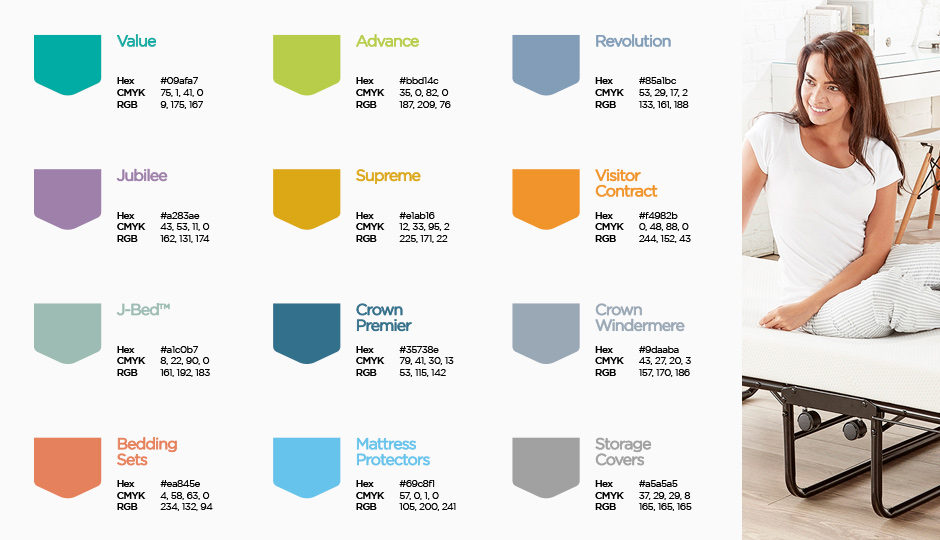 Value
Hex #09afa7
CMYK 75, 1, 41, 0
RGB 9, 175, 167
Advance
Hex #bbd14c
CMYK 35, 0, 82, 0
RGB 187, 209, 76
Revolution
Hex #85a1bc
CMYK 53, 29, 17, 2
RGB 133, 161, 188
Jubilee
Hex #a283ae
CMYK 43, 53, 11, 0
RGB 162, 131, 174
Supreme
Hex #e1ab16
CMYK 12, 33, 95, 2
RGB 225, 171, 22
Visitor
Contract
Hex #f4982b
CMYK 0, 48, 88, 0
RGB 244, 152, 43
J-Bed™
Hex #a1c0b7
CMYK 8, 22, 90, 0
RGB 161, 192, 183
Crown
Premier
Hex #35738e
CMYK 79, 41, 30, 13
RGB 53, 115, 142
Crown
Windermere
Hex #9daaba
CMYK 43, 27, 20, 3
RGB 157, 170, 186
Bedding
Sets
Hex #ea845e
CMYK 4, 58, 63, 0
RGB 234, 132, 94
Mattress
Protectors
Hex #69c8f1
CMYK 57, 0, 1, 0
RGB 105, 200, 241
Storage
Covers
Hex #a5a5a5
CMYK 37, 29, 29, 8
RGB 165, 165, 165